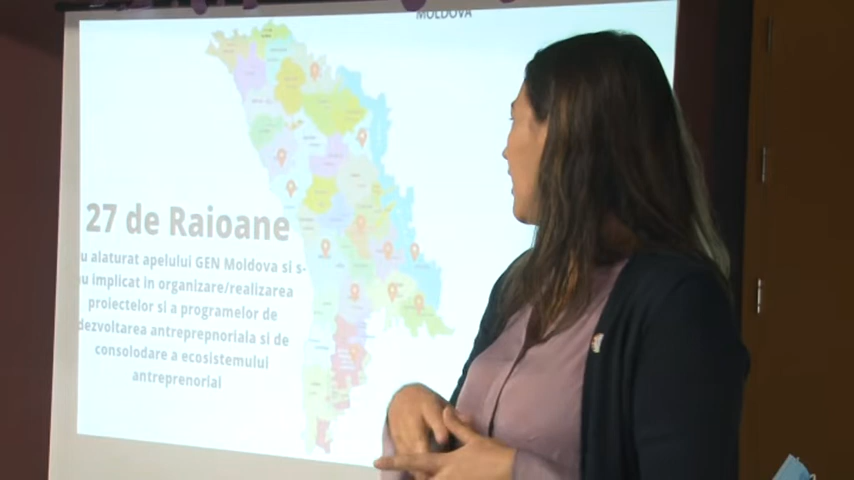 MOLDOVA
27 de Raioane
u alaturat apelului GEN Moldova si s-
u implicat in organizare/realizarea
proiectelor si a programelor de
dezvoltarea antreprepnoriala si de
consolodare a ecosistemului
antreprenorial